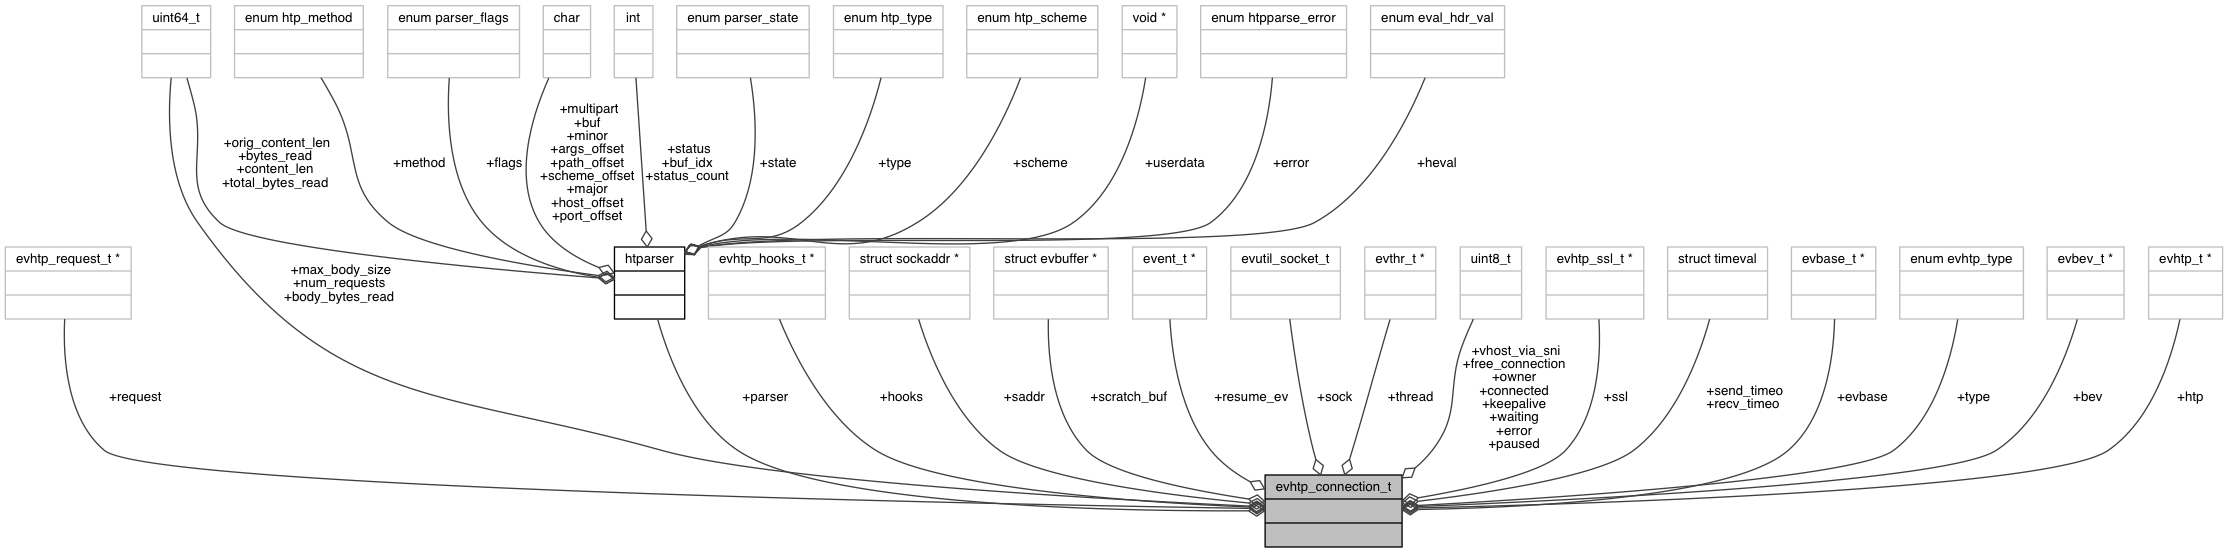 uint64_t
enum htp_method
enum parser_flags
char
int
enum parser_state
enum htp_type
enum htp_scheme
void *
enum htpparse_error
enum eval_hdr_val
+orig_content_len
+bytes_read
+content_len
+total_bytes_read
+method
+flags
+multipart
+buf
+minor
+args_offset
+path_offset
+scheme_offset
+major
+host_offset
+port_offset
+status
+buf_idx
+status_count
+state
+type
+scheme
+userdata
+error
+heval
evhtp_request_t *
+max_body_size
+num_requests
+body_bytes_read
htparser
evhtp_hooks_t *
struct sockaddr *
struct evbuffer *
event_t *
evutil_socket_t
evthr_t *
uint8_t
evhtp_ssl_t *
struct timeval
evbase_t *
enum evhtp_type
evbev_t *
evhtp_t *
+request
+parser
+hooks
+saddr
+scratch_buf
+resume_ev
+sock
+thread
+vhost_via_sni
+free_connection
+owner
+connected
+keepalive
+waiting
+error
+paused
+ssl
+send_timeo
+recv_timeo
+evbase
+type
+bev
+htp
evhtp_connection_t